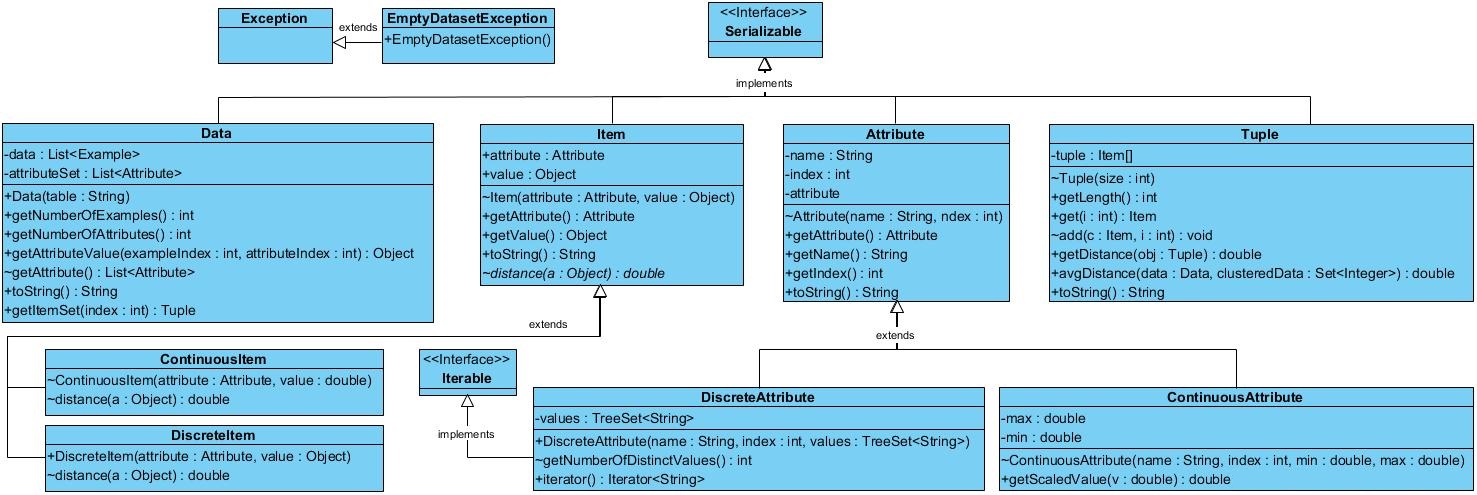 Exception
extends
EmptyDatasetException
+EmptyDatasetException()
<<Interface>>
Serializable
implements
Data
-data : List<Example>
-attributeSet : List<Attribute>
+Data(table : String)
+getNumberOfExamples() : int
+getNumberOfAttributes() : int
+getAttributeValue(exampleIndex : int, attributeIndex : int) : Object
~getAttribute() : List<Attribute>
+toString() : String
+getItemSet(index : int) : Tuple
Item
+attribute : Attribute
+value : Object
~Item(attribute : Attribute, value : Object)
+getAttribute() : Attribute
+getValue() : Object
+toString() : String
~distance(a : Object) : double
Attribute
-name : String
-index : int
-attribute
~Attribute(name : String, ndex : int)
+getAttribute() : Attribute
+getName() : String
+getIndex() : int
+toString() : String
Tuple
-tuple : Item[]
~Tuple(size : int)
+getLength() : int
+get(i : int) : Item
~add(c : Item, i : int) : void
+getDistance(obj : Tuple) : double
+avgDistance(data : Data, clusteredData : Set<Integer>) : double
+toString() : String
extends
extends
ContinuousItem
~ContinuousItem(attribute : Attribute, value : double)
~distance(a : Object) : double
DiscreteItem
+DiscreteItem(attribute : Attribute, value : Object)
~distance(a : Object) : double
<<Interface>>
Iterable
implements
DiscreteAttribute
-values : TreeSet<String>
+DiscreteAttribute(name : String, index : int, values : TreeSet<String>)
~getNumberOfDistinctValues() : int
+iterator() : Iterator<String>
ContinuousAttribute
-max : double
-min : double
~ContinuousAttribute(name : String, index : int, min : double, max : double)
+getScaledValue(v : double) : double